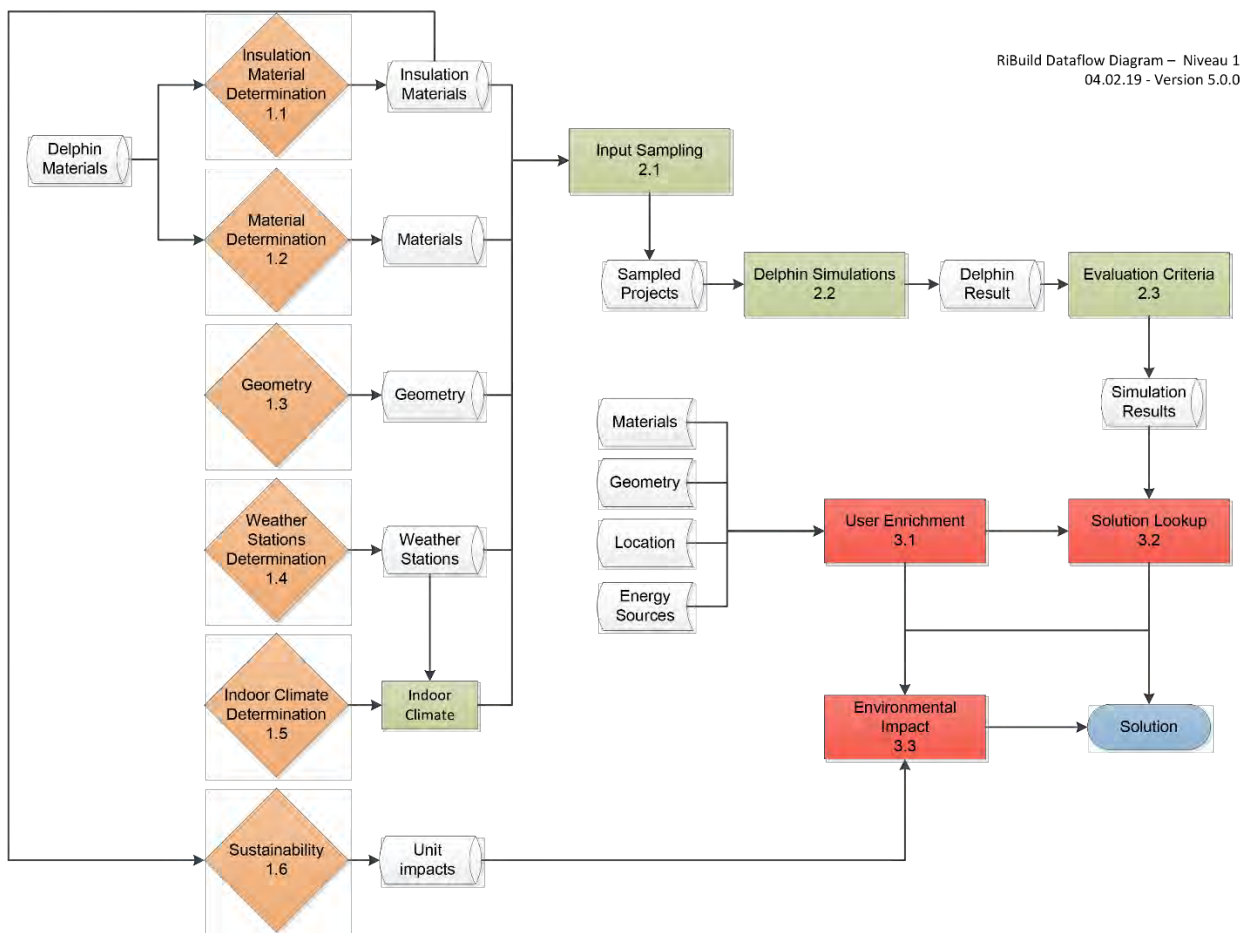 RiBuild Dataflow Diagram – Niveau 1
04.02.19 - Version 5.0.0
Insulation
Material
Determination
1.1
Insulation
Materials
Delphin
Materials
Input Sampling
2.1
Material
Determination
1.2
Materials
Sampled
Projects
Delphin Simulations
2.2
Delphin
Result
Evaluation Criteria
2.3
Geometry
1.3
Geometry
Simulation
Results
Materials
Geometry
Location
Energy
Sources
Weather
Stations
Determination
1.4
Weather
Stations
User Enrichment
3.1
Solution Lookup
3.2
Indoor Climate
Determination
1.5
Indoor
Climate
Environmental
Impact
3.3
Solution
Sustainability
1.6
Unit
impacts